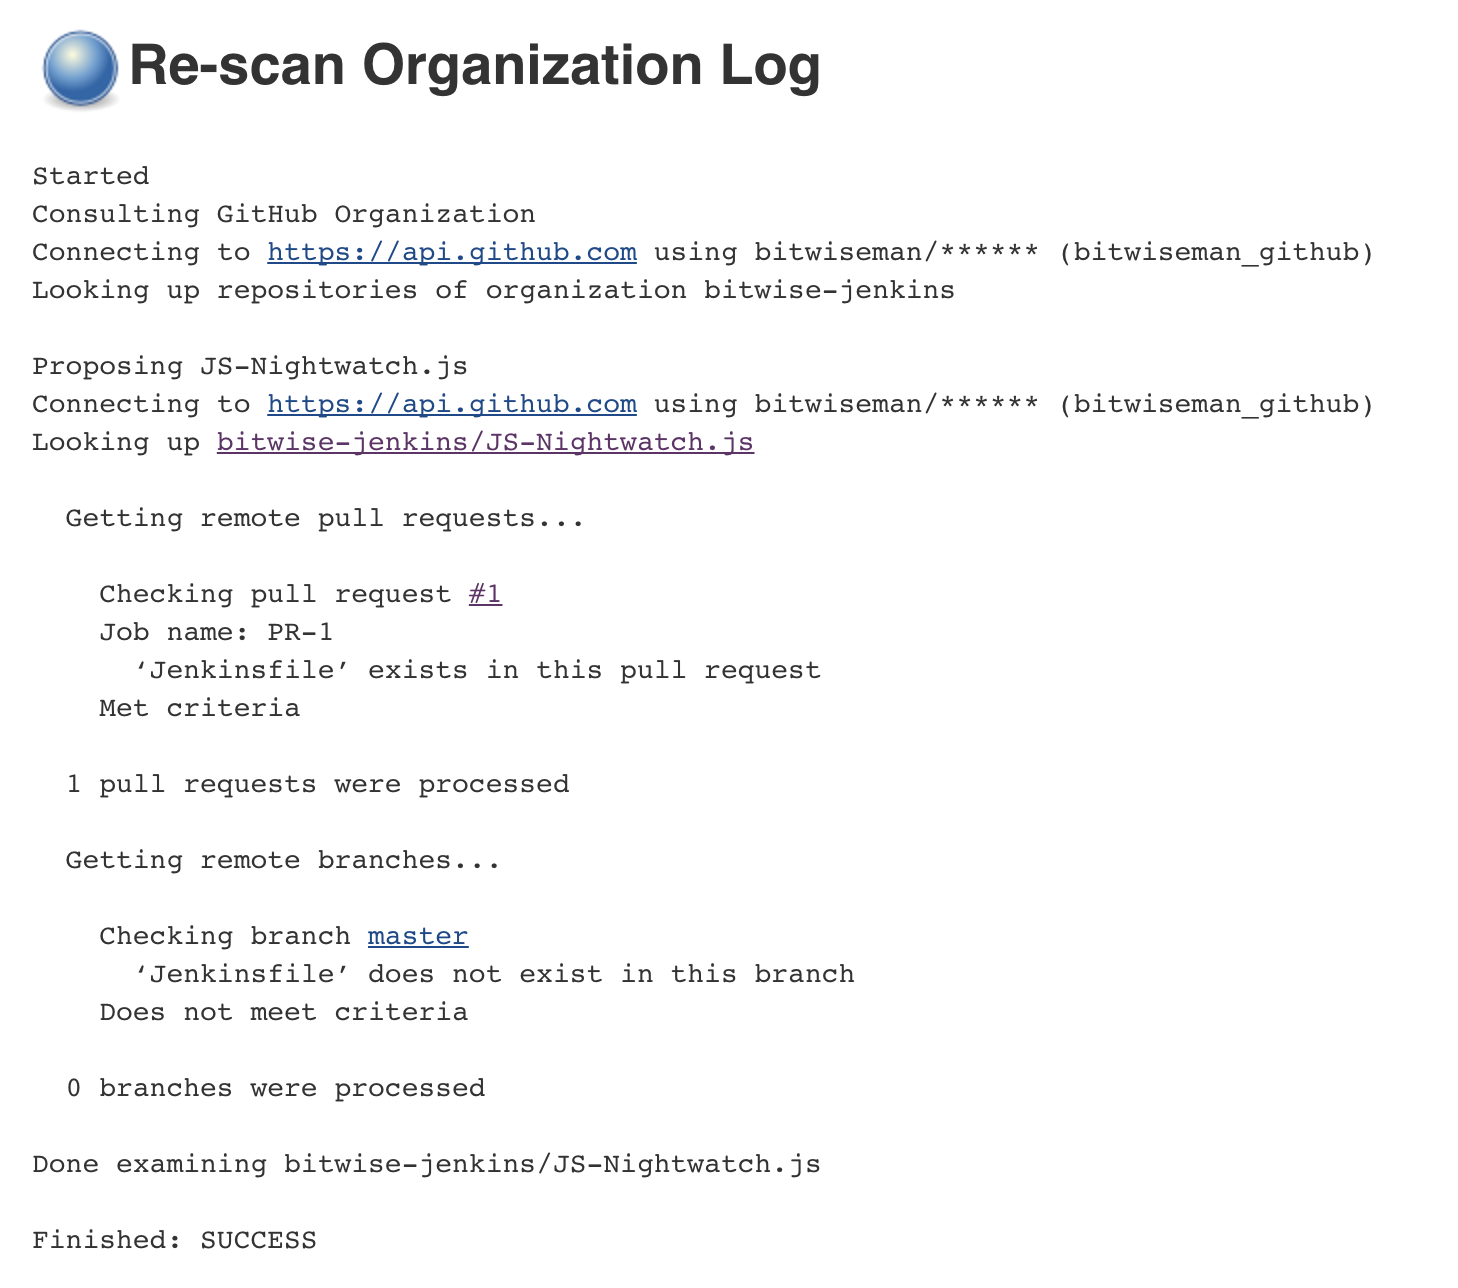 Re-scan Organization Log
Started
Consulting GitHub Organization
Connecting to https://api.github.com using bitwiseman/****** (bitwiseman_github)
Looking up repositories of organization bitwise-jenkins
Proposing JS-Nightwatch.js
Connecting to https://api.github.com using bitwiseman/****** (bitwiseman_github)
Looking up bitwise-jenkins/JS-Nightwatch.js
Getting remote pull requests...
Checking pull request #1
Job name: PR-1
‘Jenkinsfile’ exists in this pull request
Met criteria
1 pull requests were processed
Getting remote branches...
Checking branch master
‘Jenkinsfile’ does not exist in this branch
Does not meet criteria
0 branches were processed
Done examining bitwise-jenkins/JS-Nightwatch.js
Finished: SUCCESS